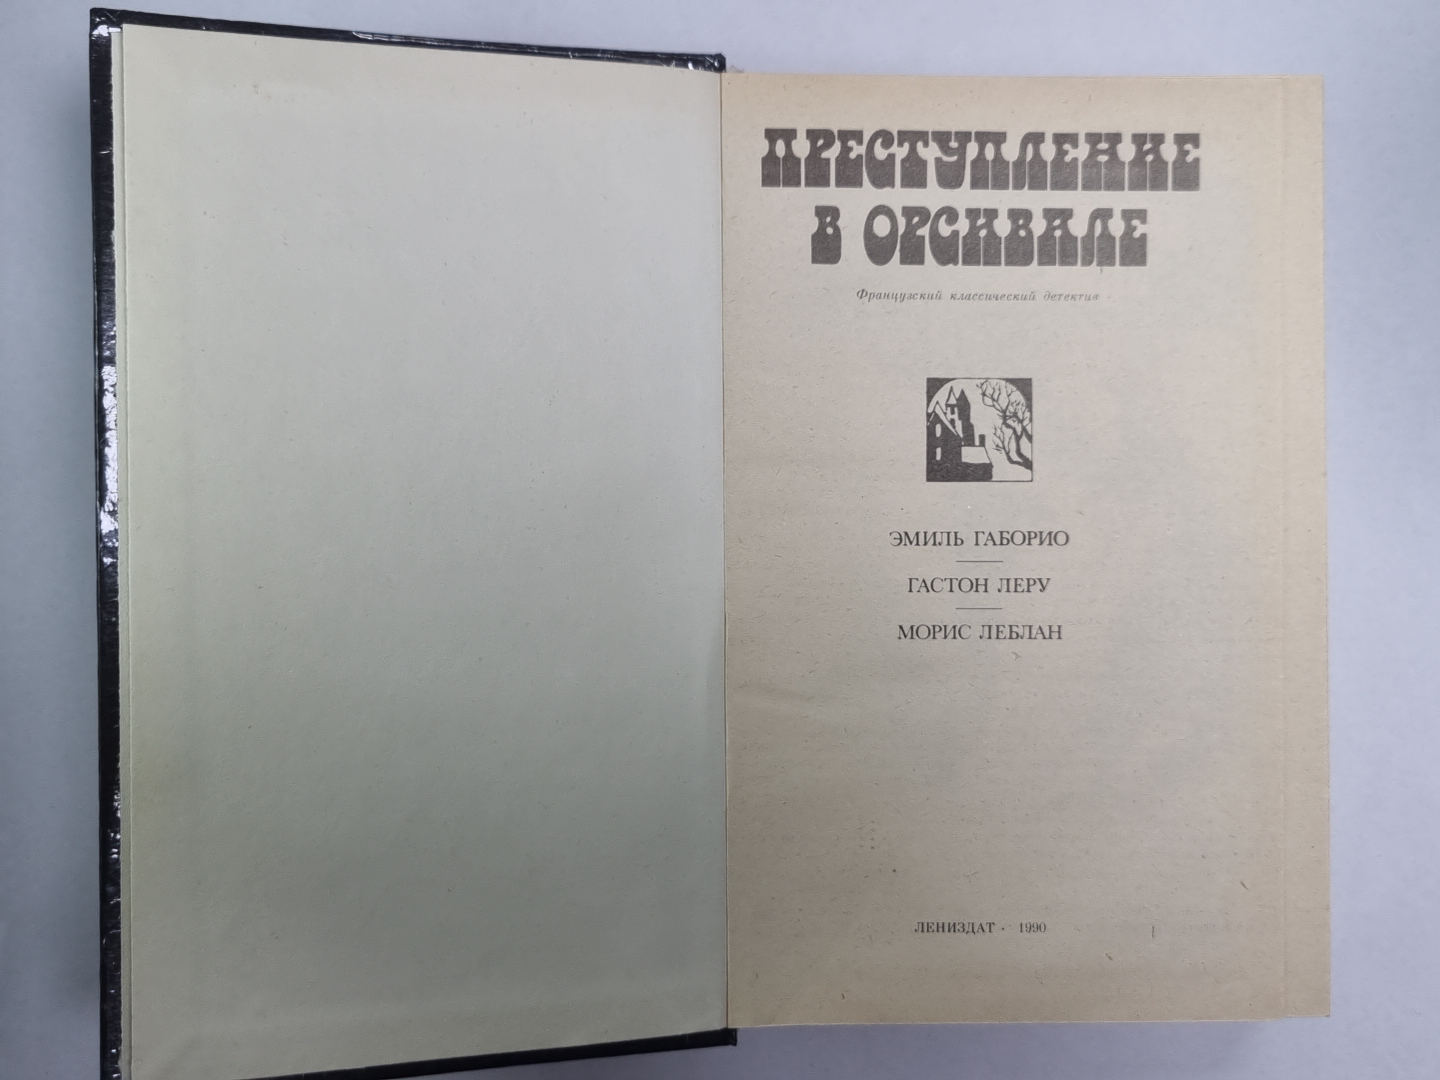 ПРЕСТУПЛЕНИЕ
В ОРСИВАЛЕ
Французский классический детектив
ЭМИЛЬ ГАБОРИО
ГАСТОН ЛЕРУ
МОРИС ЛЕБЛАН
ЛЕНИЗДАТ · 1990